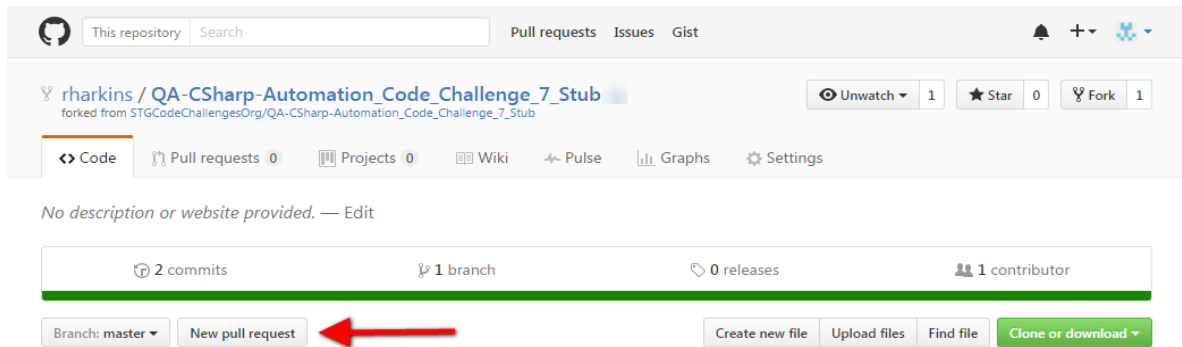 This repository Search Pull requests Issues Gist
rharkins / QA-CSharp-Automation_Code_Challenge_7_Stub Unwatch 1 Star 0 Fork 1
forked from STGCodeChallengesOrg/QA-CSharp-Automation_Code_Challenge_7_Stub
Code Pull requests 0 Projects 0 Wiki Pulse Graphs Settings
No description or website provided. — Edit
2 commits 1 branch 0 releases 1 contributor
Branch: master New pull request Create new file Upload files Find file Clone or download